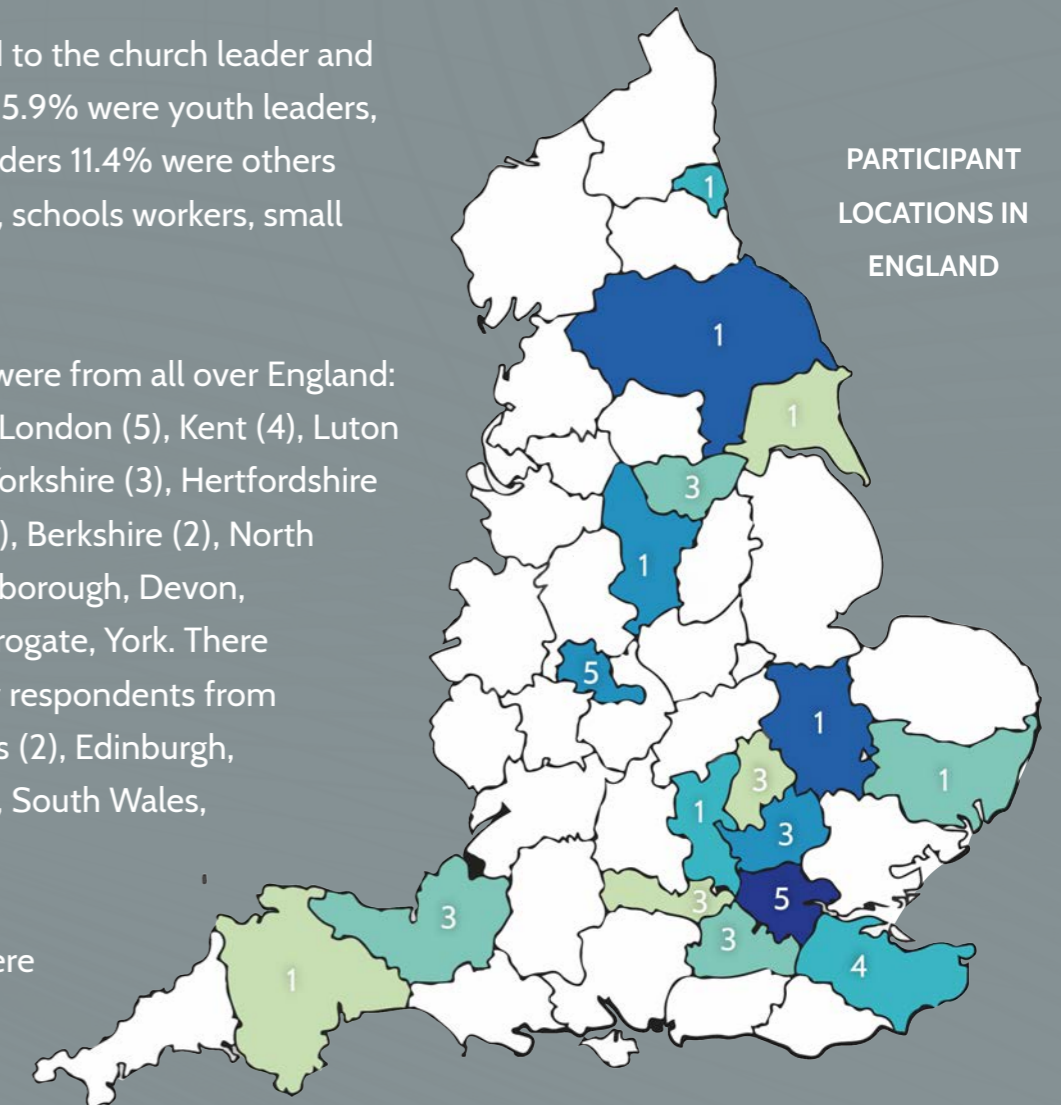 to the church leader and
5.9% were youth leaders,
ders 11.4% were others
, schools workers, small
were from all over England:
London (5), Kent (4), Luton
orkshire (3), Hertfordshire
), Berkshire (2), North
borough, Devon,
rogate, York. There
respondents from
s (2), Edinburgh,
, South Wales,
ere
PARTICIPANT
LOCATIONS IN
ENGLAND
1
1
1
3
1
5
1
1
3
1
3
3
5
3
3
4
1